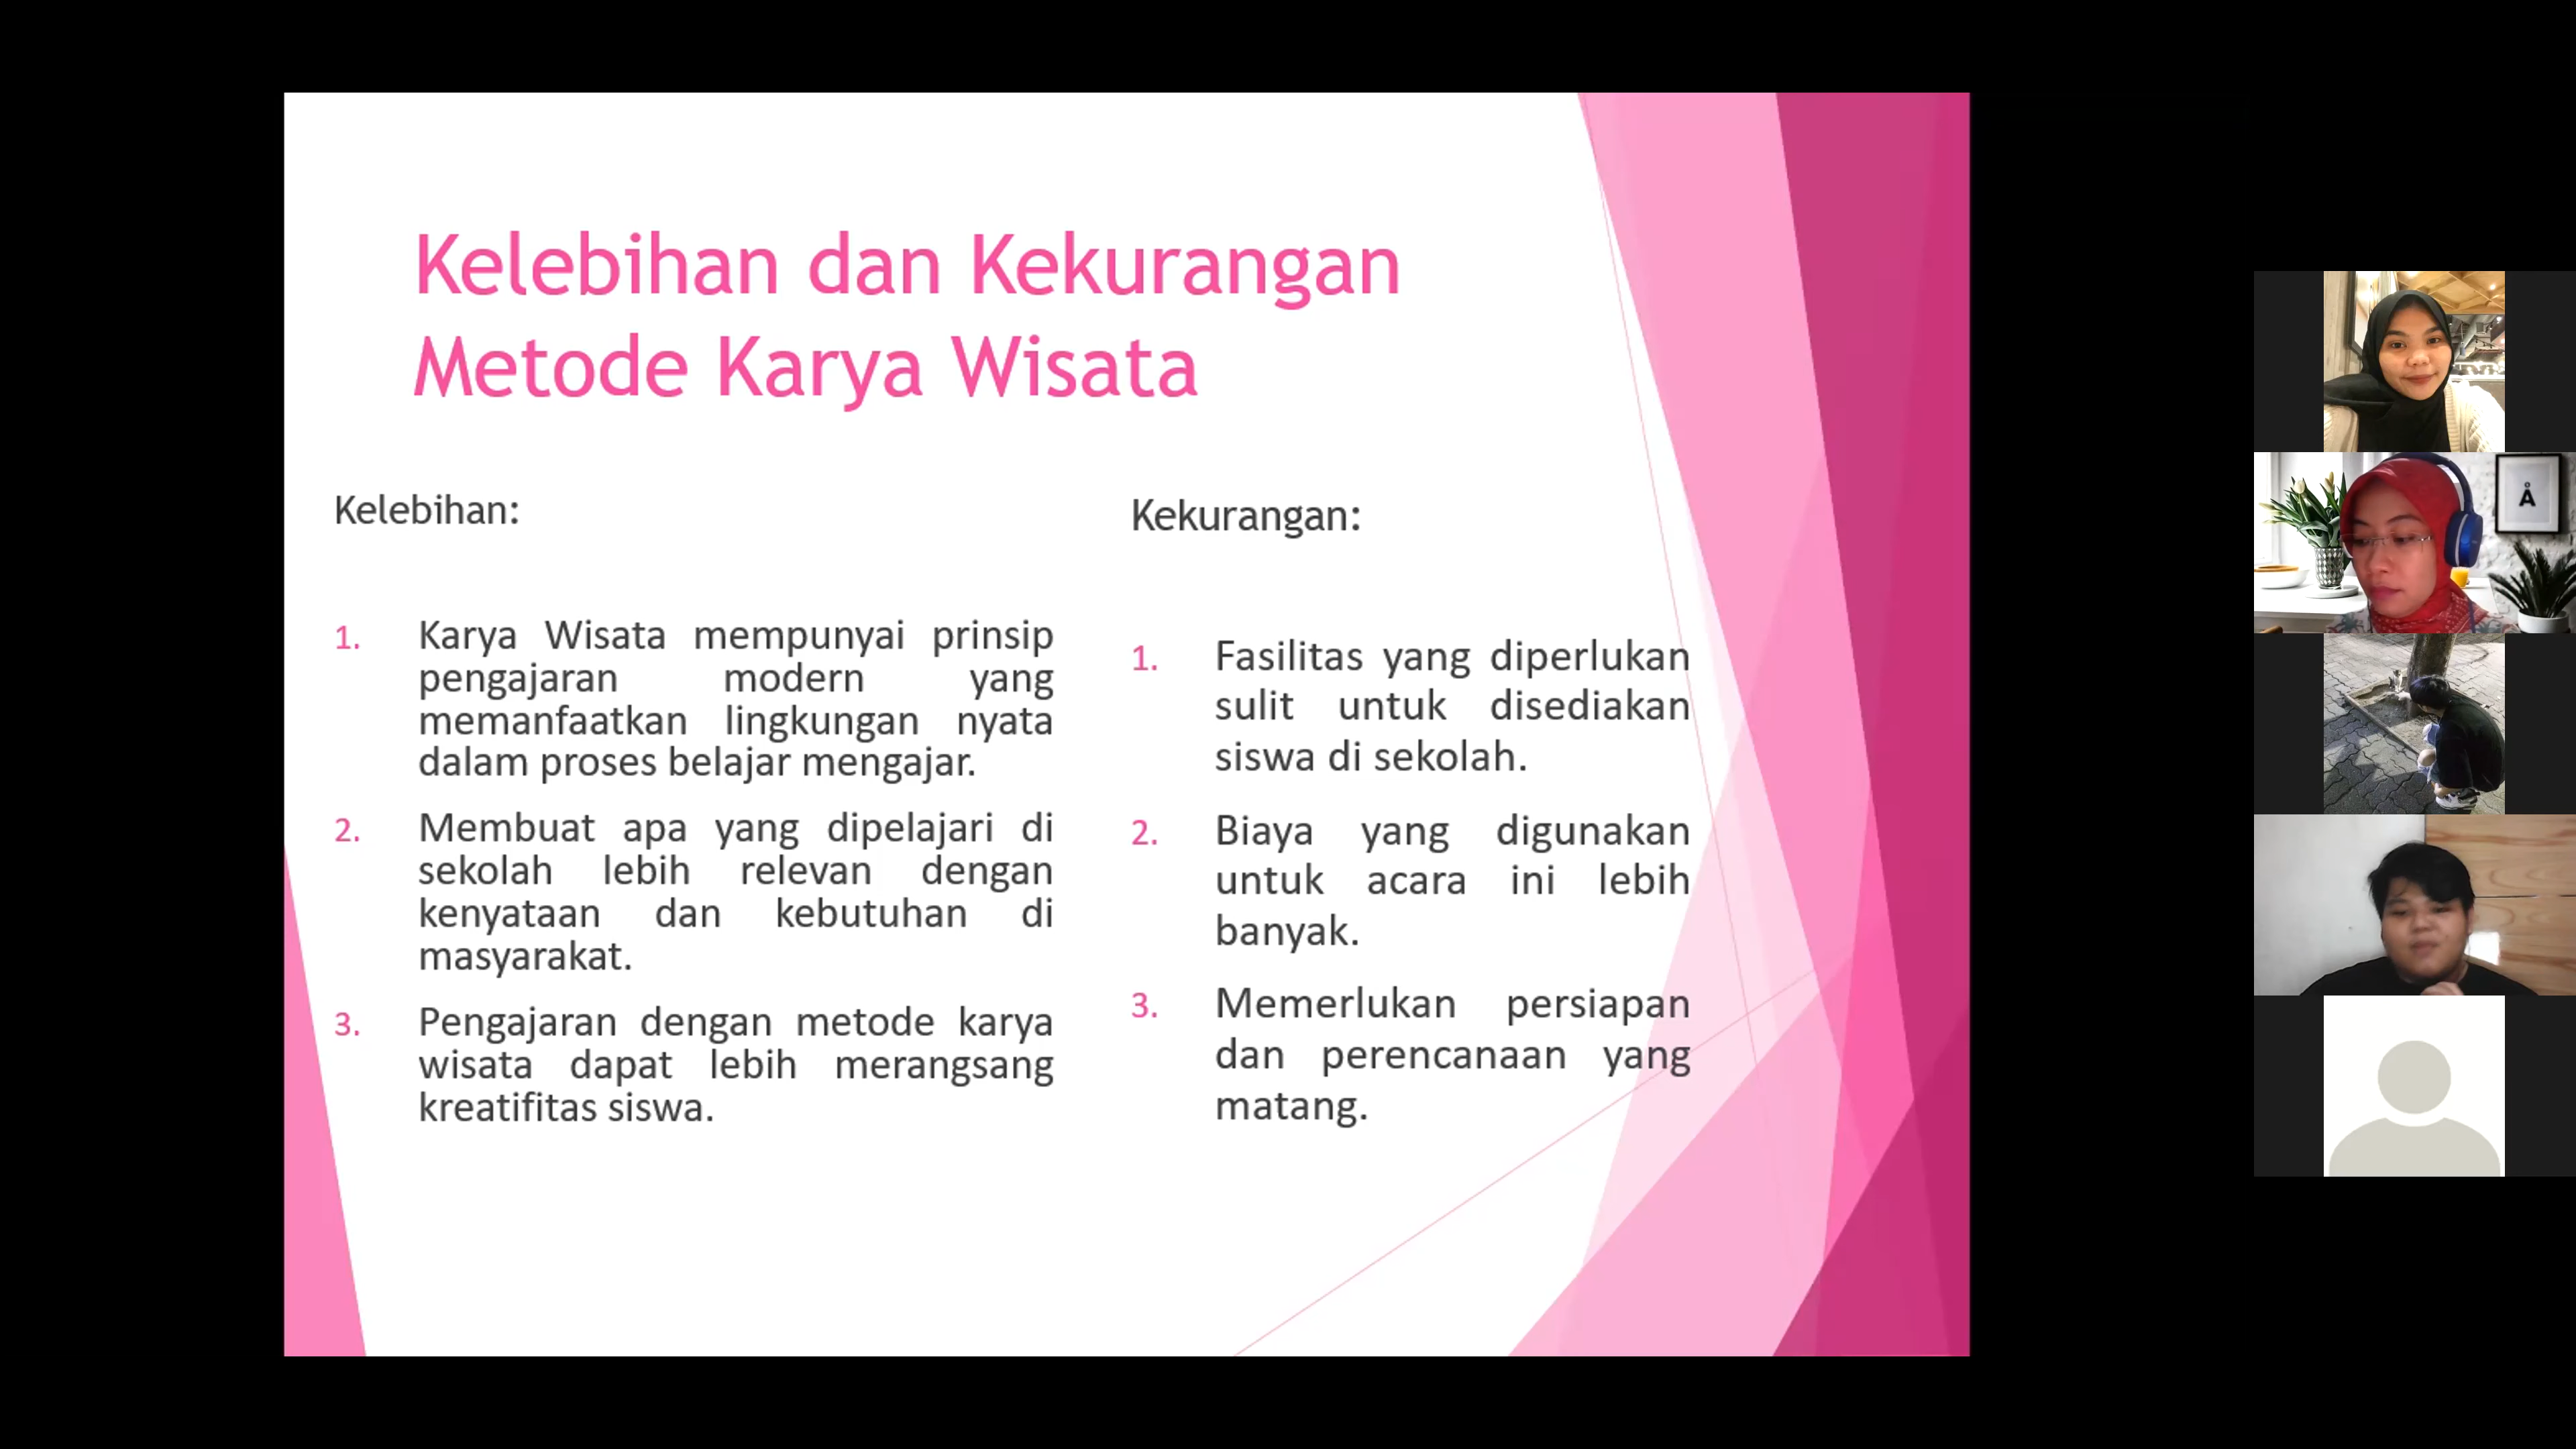 Kelebihan dan Kekurangan
Metode Karya Wisata
Kelebihan:
1. Karya Wisata mempunyai prinsip
pengajaran modern yang
memanfaatkan lingkungan nyata
dalam proses belajar mengajar.
2. Membuat apa yang dipelajari di
sekolah lebih relevan dengan
kenyataan dan kebutuhan di
masyarakat.
3. Pengajaran dengan metode karya
wisata dapat lebih merangsang
kreatifitas siswa.
Kekurangan:
1. Fasilitas yang diperlukan
sulit untuk disediakan
siswa di sekolah.
2. Biaya yang digunakan
untuk acara ini lebih
banyak.
3. Memerlukan persiapan
dan perencanaan yang
matang.
Å